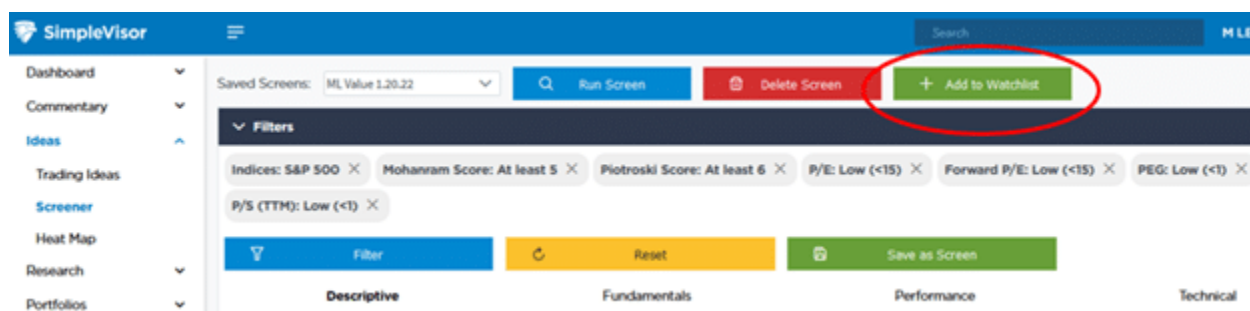 SimpleVisor
Search
M LE
Dashboard
Commentary
Ideas
Trading Ideas
Screener
Heat Map
Research
Portfolios
Saved Screens: ML Value 1.20.22
Run Screen
Delete Screen
+ Add to Watchlist
Filters
Indices: S&P 500 × Mohanram Score: At least 5 × Piotroski Score: At least 6 × P/E: Low (<15) × Forward P/E: Low (<15) × PEG: Low (<1) ×
P/S (TTM): Low (<1) ×
Filter Reset Save as Screen
Descriptive Fundamentals Performance Technical